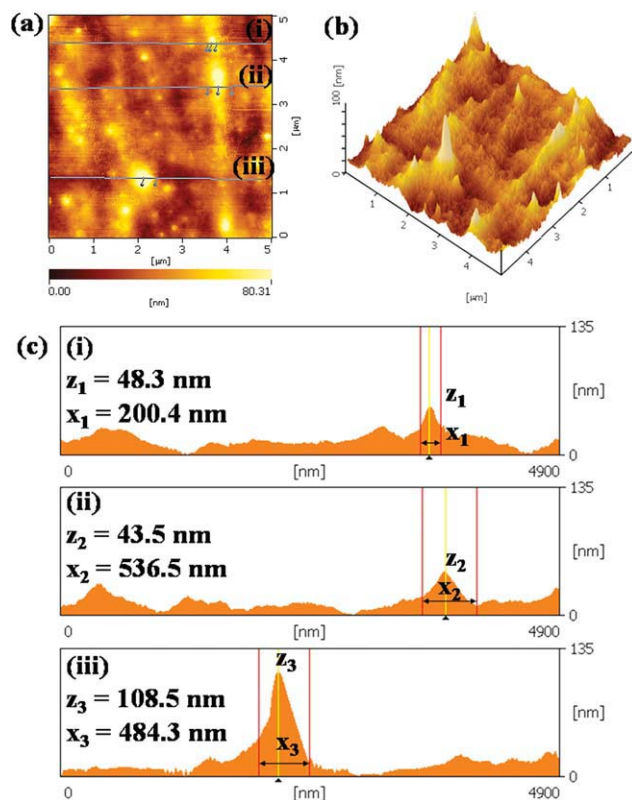 (a)
(i)
(ii)
(iii)
5
4
3
2
1
0
[µm]
0 1 2 3 4 5
[µm]
0.00 80.31
[nm]
(b)
[nm]
100
0
1
2
3
4
[µm]
1
2
3
4
(c)
(i)
z1 = 48.3 nm
x1 = 200.4 nm
z1
x1
135
[nm]
0
0 [nm] 4900
(ii)
z2 = 43.5 nm
x2 = 536.5 nm
z2
x2
135
[nm]
0
0 [nm] 4900
(iii)
z3 = 108.5 nm
x3 = 484.3 nm
z3
x3
135
[nm]
0
0 [nm] 4900